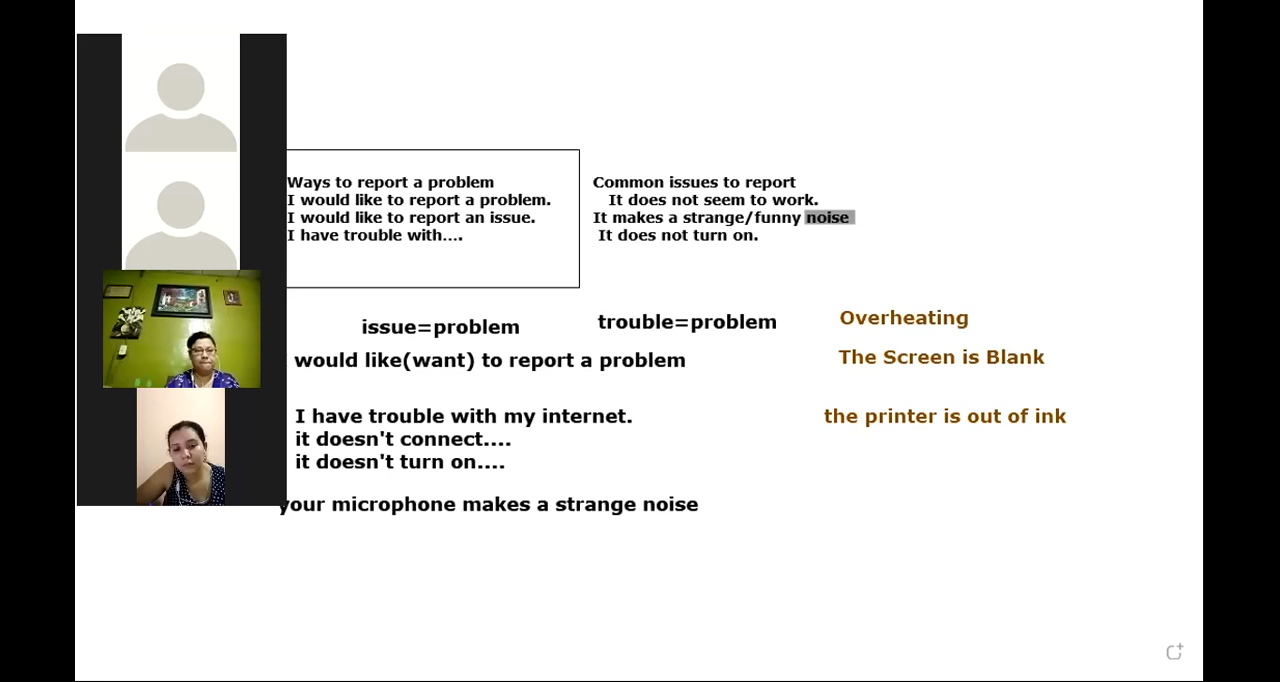 Ways to report a problem
I would like to report a problem.
I would like to report an issue.
I have trouble with....
Common issues to report
It does not seem to work.
It makes a strange/funny noise
It does not turn on.
issue=problem
trouble=problem
would like(want) to report a problem
I have trouble with my internet.
it doesn't connect....
it doesn't turn on....
your microphone makes a strange noise
Overheating
The Screen is Blank
the printer is out of ink